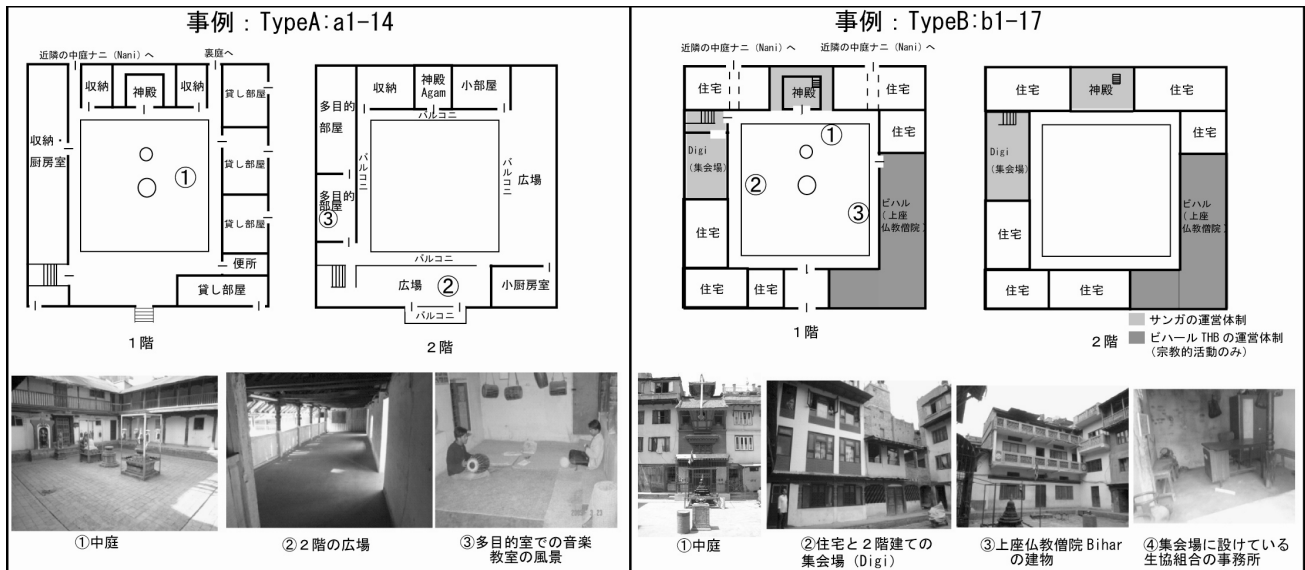 事例：TypeA:a1-14
近隣の中庭ナニ（Nani）へ
裏庭へ
収納
神殿
収納
貸し部屋
収納・
厨房室
①
貸し部屋
貸し部屋
便所
貸し部屋
1階
収納
神殿
Agam
小部屋
多目的
部屋
バルコニ
バルコニ
バルコニ
広場
多目的
部屋
③
バルコニ
広場
②
小厨房室
バルコニ
2階
①中庭
②２階の広場
③多目的室での音楽
教室の風景
事例：TypeB:b1-17
近隣の中庭ナニ（Nani）へ
近隣の中庭ナニ（Nani）へ
住宅
神殿
住宅
①
住宅
Digi
（集会場）
②
③
ビハル
（上座
仏教僧院）
住宅
住宅
住宅
1階
住宅
神殿
住宅
住宅
Digi
（集会場）
ビハル
（上座
仏教僧院）
住宅
住宅
住宅
2階
サンガの運営体制
ビハールTHBの運営体制
（宗教的活動のみ）
①中庭
②住宅と２階建ての
集会場（Digi）
③上座仏教僧院Bihar
の建物
④集会場に設けている
生協組合の事務所